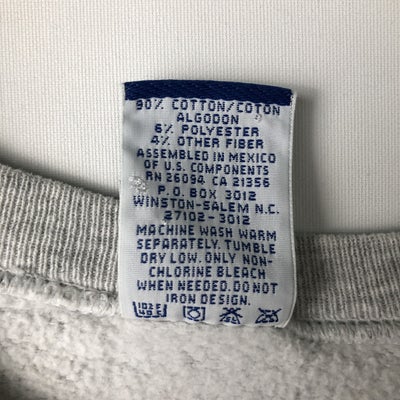 90% COTTON/COTON
ALGODON
6% POLYESTER
4% OTHER FIBER
ASSEMBLED IN MEXICO
OF U.S. COMPONENTS
RN 26094 CA 21356
P.O. BOX 3012
WINSTON-SALEM N.C.
27102-3012
MACHINE WASH WARM
SEPARATELY. TUMBLE
DRY LOW. ONLY NON-
CHLORINE BLEACH
WHEN NEEDED. DO NOT
IRON DESIGN.